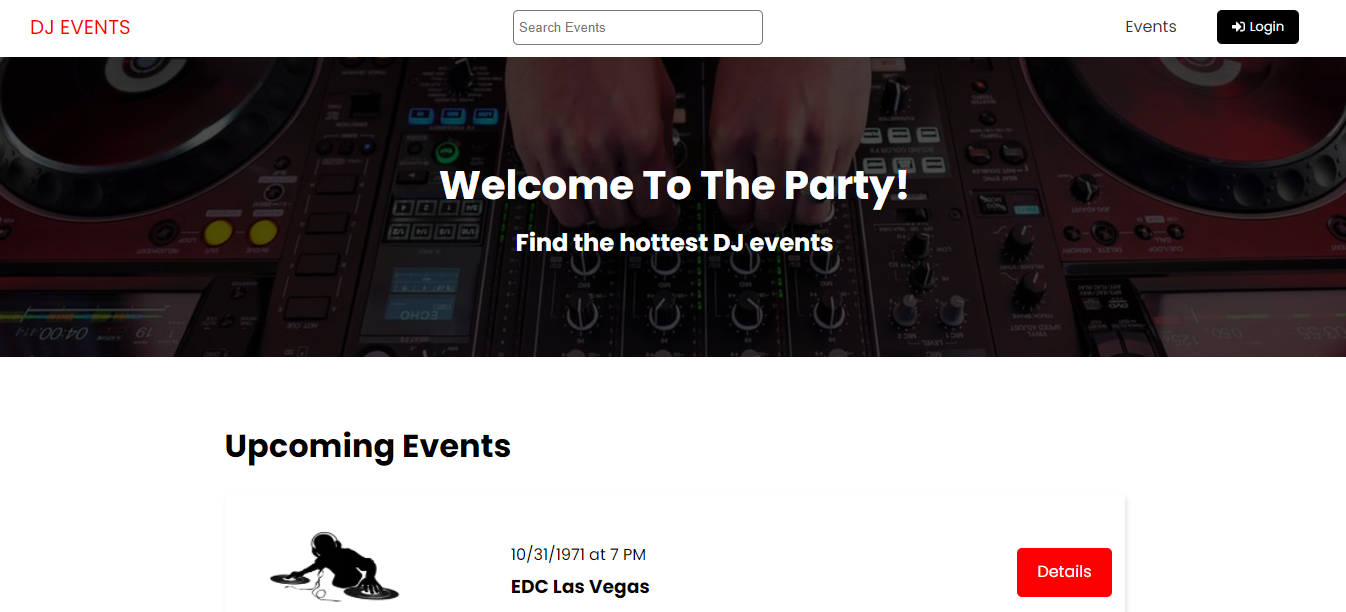 DJ EVENTS
Search Events
Events
Login
Welcome To The Party!
Find the hottest DJ events
ECHO
Upcoming Events
10/31/1971 at 7 PM
EDC Las Vegas
Details